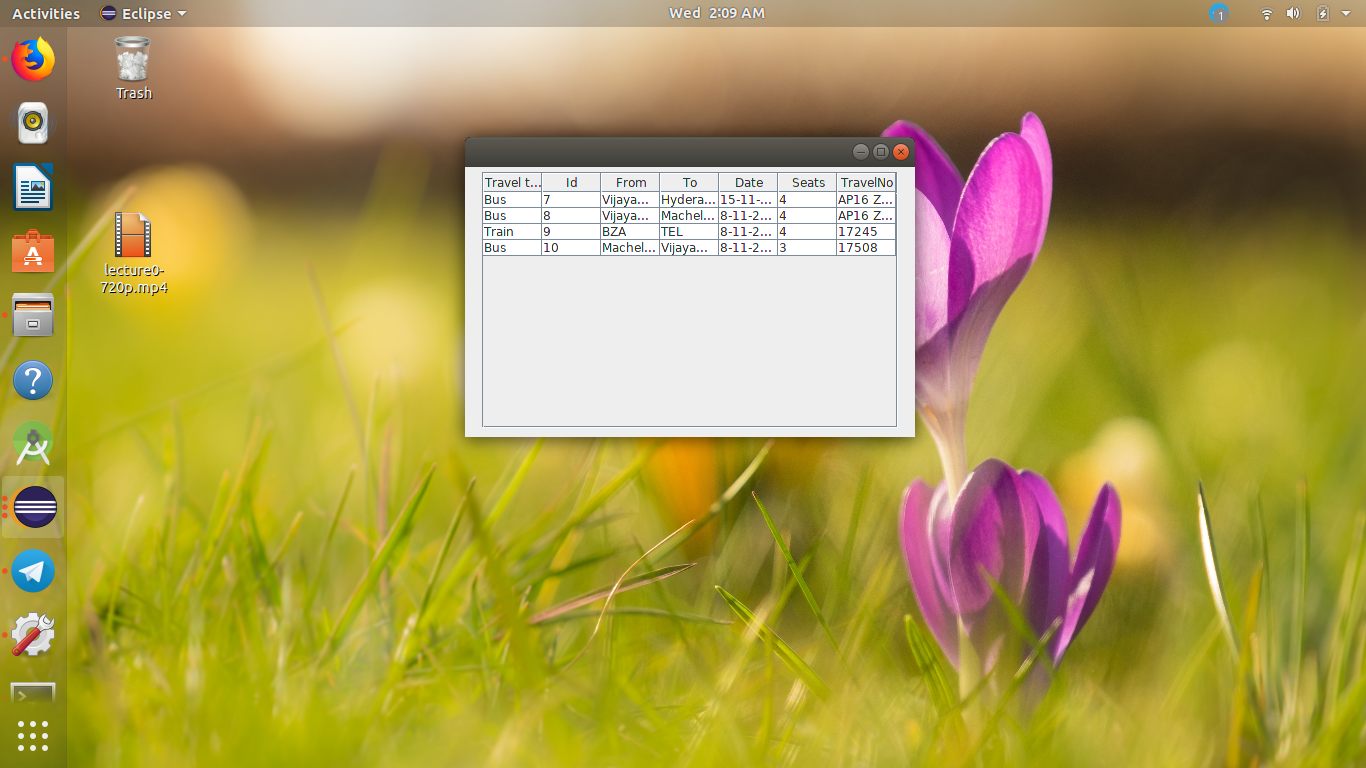 Activities Eclipse Wed 2:09 AM 1
Trash
lecture0-
720p.mp4
Travel t... Id From To Date Seats TravelNo
Bus 7 Vijaya... Hydera... 15-11-... 4 AP16 Z...
Bus 8 Vijaya... Machel... 8-11-2... 4 AP16 Z...
Train 9 BZA TEL 8-11-2... 4 17245
Bus 10 Machel... Vijaya... 8-11-2... 3 17508